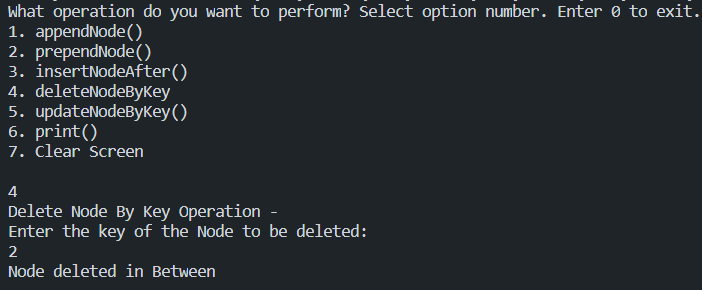 What operation do you want to perform? Select option number. Enter 0 to exit.
1. appendNode()
2. prependNode()
3. insertNodeAfter()
4. deleteNodeByKey
5. updateNodeByKey()
6. print()
7. Clear Screen
4
Delete Node By Key Operation -
Enter the key of the Node to be deleted:
2
Node deleted in Between